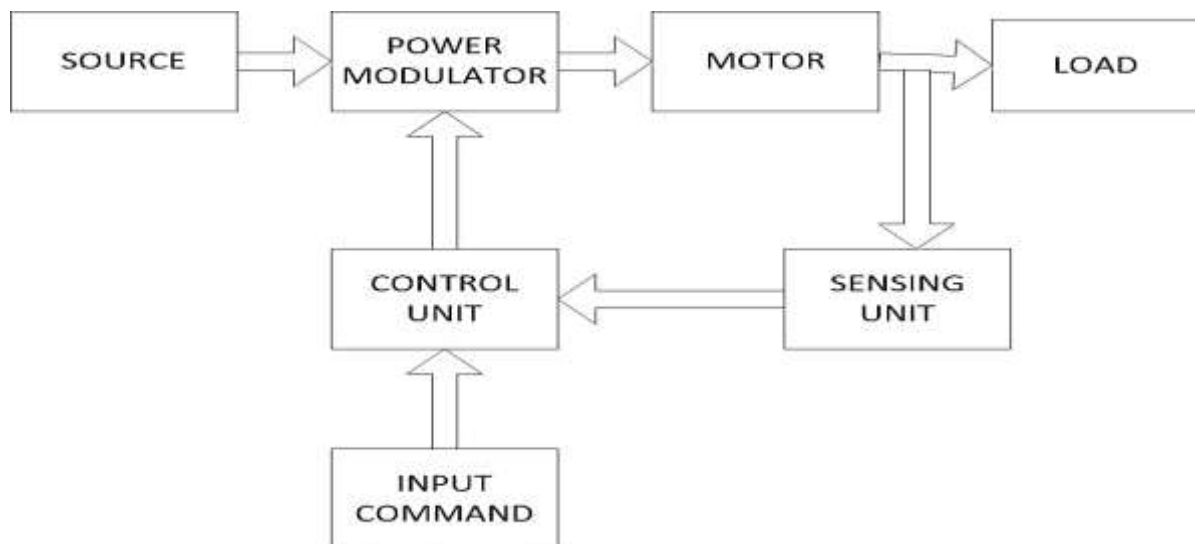 SOURCE
POWER
MODULATOR
MOTOR
LOAD
CONTROL
UNIT
SENSING
UNIT
INPUT
COMMAND